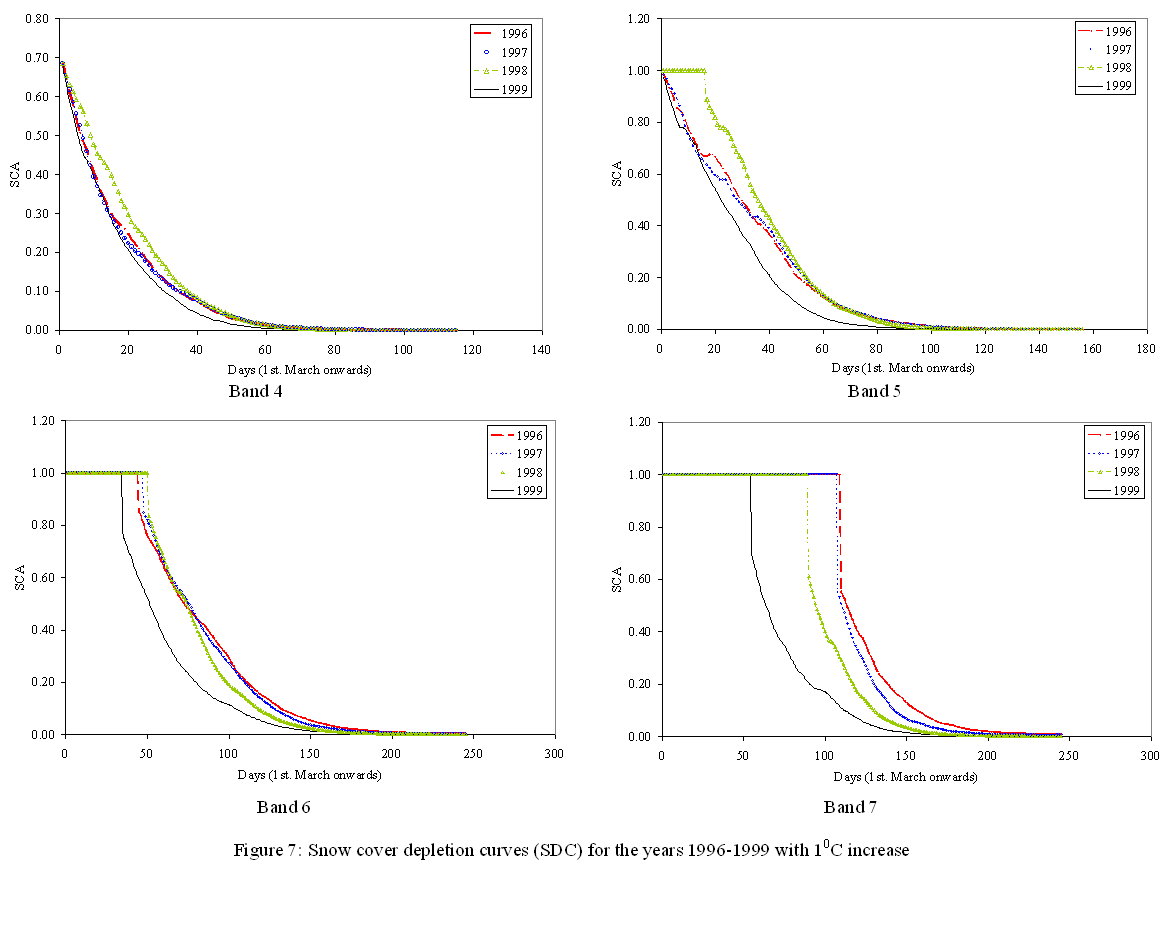 0.80
0.70
0.60
0.50
0.40
0.30
0.20
0.10
0.00
SCA
1996
1997
1998
1999
0 20 40 60 80 100 120 140
Days (1st. March onwards)
Band 4
1.20
1.00
0.80
0.60
0.40
0.20
0.00
SCA
1996
1997
1998
1999
0 20 40 60 80 100 120 140 160 180
Days (1st. March onwards)
Band 5
1.20
1.00
0.80
0.60
0.40
0.20
0.00
SCA
1996
1997
1998
1999
0 50 100 150 200 250 300
Days (1st. March onwards)
Band 6
1.20
1.00
0.80
0.60
0.40
0.20
0.00
SCA
1996
1997
1998
1999
0 50 100 150 200 250 300
Days (1st. March onwards)
Band 7
Figure 7: Snow cover depletion curves (SDC) for the years 1996-1999 with 1⁰C increase